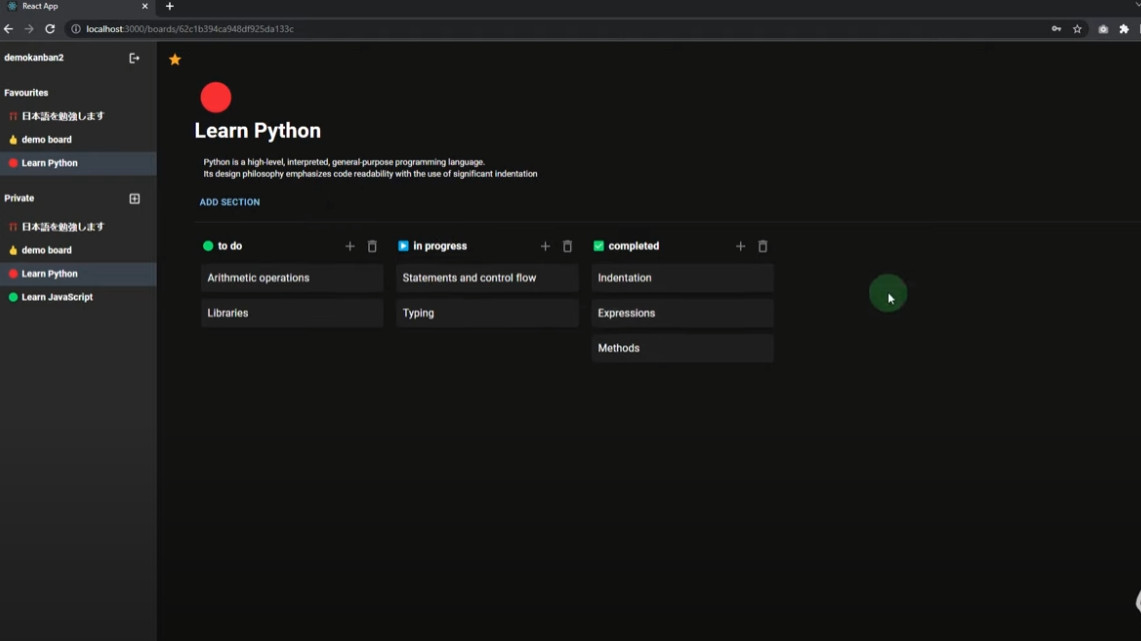 React App
localhost:3000/boards/62c1b394ca948df925da133c
demokanban2
Favourites
日本語を勉強します
demo board
Learn Python
Private
日本語を勉強します
demo board
Learn Python
Learn JavaScript
Learn Python
Python is a high-level, interpreted, general-purpose programming language.
Its design philosophy emphasizes code readability with the use of significant indentation
ADD SECTION
to do
Arithmetic operations
Libraries
in progress
Statements and control flow
Typing
completed
Indentation
Expressions
Methods